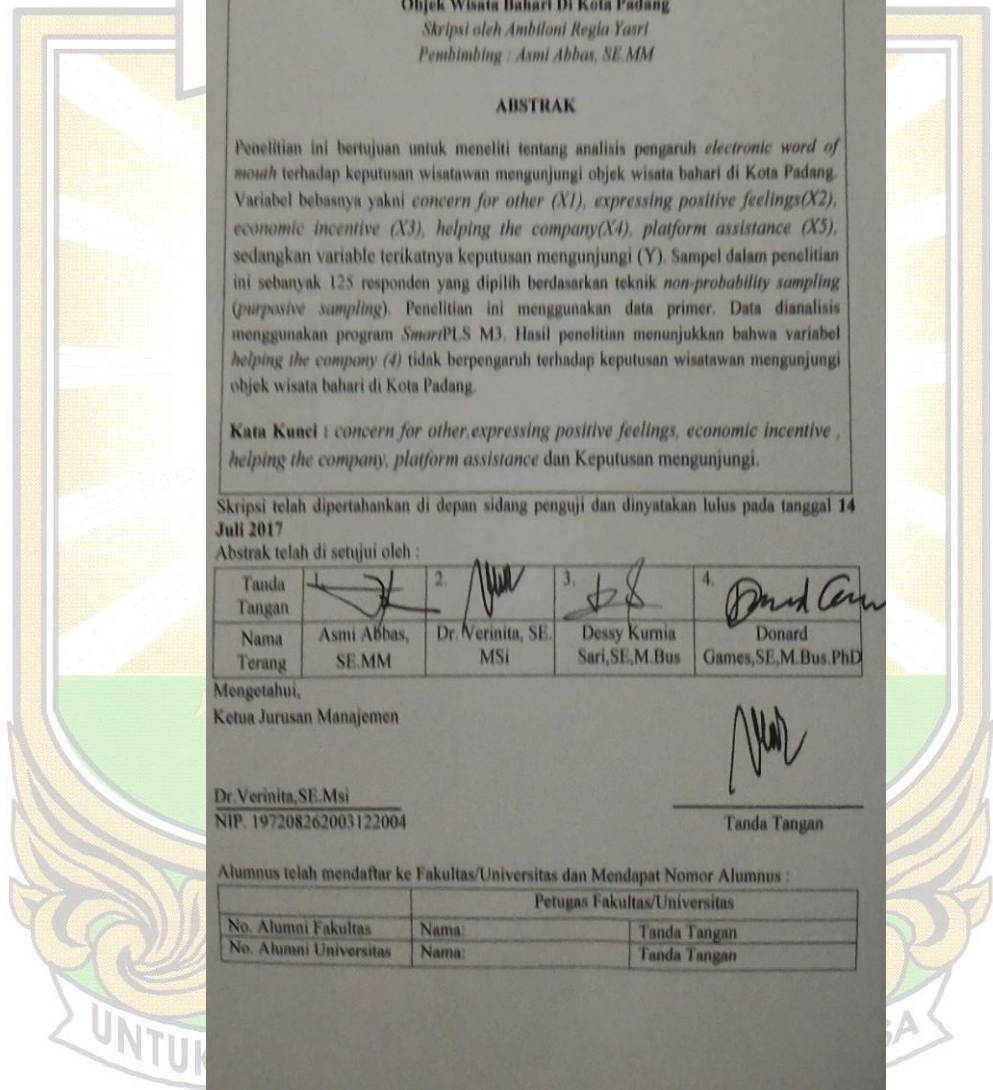 Objek Wisata Bahari Di Kota Padang
Skripsi oleh Ambiloni Regia Yasri
Pembimbing : Asmi Abbas, SE.MM
ABSTRAK
Penelitian ini bertujuan untuk meneliti tentang analisis pengaruh electronic word of
mouth terhadap keputusan wisatawan mengunjungi objek wisata bahari di Kota Padang.
Variabel bebasnya yakni concern for other (X1), expressing positive feelings(X2),
economic incentive (X3), helping the company(X4), platform assistance (X5),
sedangkan variable terikatnya keputusan mengunjungi (Y). Sampel dalam penelitian
ini sebanyak 125 responden yang dipilih berdasarkan teknik non-probability sampling
(purposive sampling). Penelitian ini menggunakan data primer. Data dianalisis
menggunakan program SmartPLS M3. Hasil penelitian menunjukkan bahwa variabel
helping the company (4) tidak berpengaruh terhadap keputusan wisatawan mengunjungi
objek wisata bahari di Kota Padang.
Kata Kunci : concern for other,expressing positive feelings, economic incentive ,
helping the company, platform assistance dan Keputusan mengunjungi.
Skripsi telah dipertahankan di depan sidang penguji dan dinyatakan lulus pada tanggal 14
Juli 2017
Abstrak telah di setujui oleh :
Tanda Tangan 1. 2. 3. 4.
Nama Asmi Abbas, Dr. Verinita, SE. Dessy Kurnia Donard
Terang SE.MM MSi Sari,SE,M.Bus Games,SE,M.Bus.PhD
Mengetahui,
Ketua Jurusan Manajemen
Dr.Verinita,SE.Msi
NIP. 197208262003122004 Tanda Tangan
Alumnus telah mendaftar ke Fakultas/Universitas dan Mendapat Nomor Alumnus :
Petugas Fakultas/Universitas
No. Alumni Fakultas Nama: Tanda Tangan
No. Alumni Universitas Nama: Tanda Tangan
UNTUK